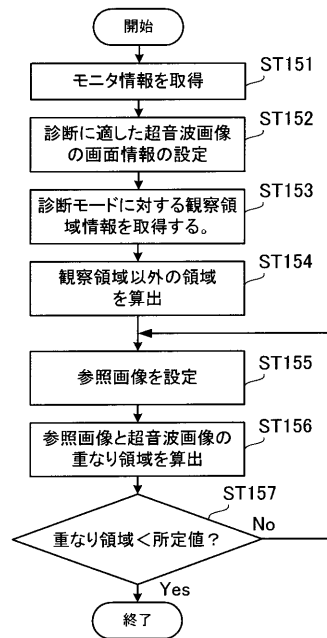 開始
ST151
モニタ情報を取得
ST152
診断に適した超音波画像
の画面情報の設定
ST153
診断モードに対する観察領
域情報を取得する。
ST154
観察領域以外の領域
を算出
参照画像を設定
ST155
参照画像と超音波画像の
重なり領域を算出
ST156
ST157
重なり領域<所定値?
No
Yes
終了